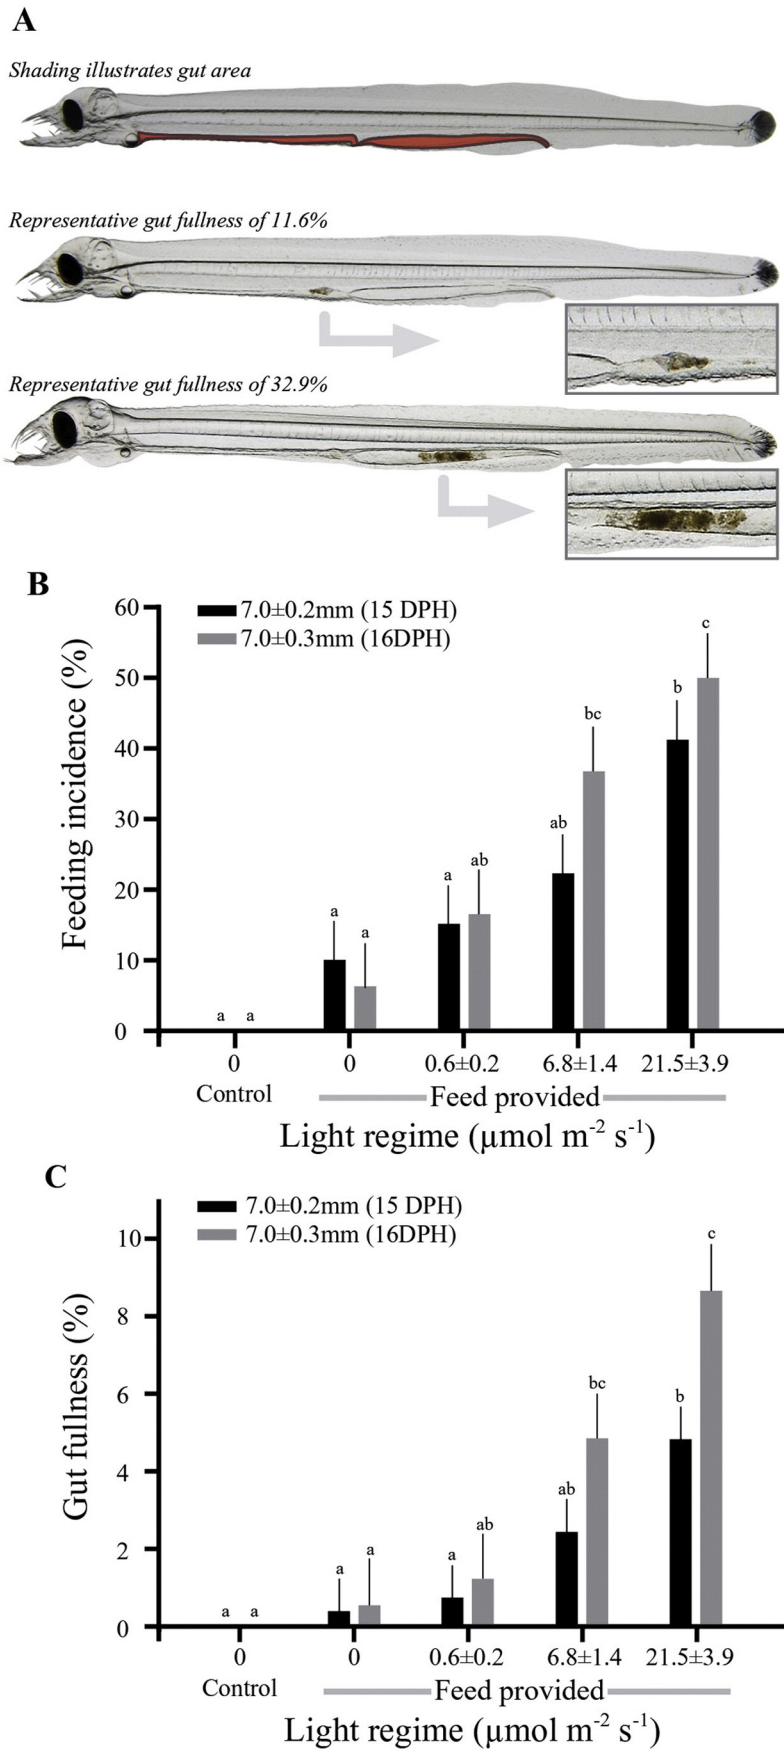 A
Shading illustrates gut area
Representative gut fullness of 11.6%
Representative gut fullness of 32.9%
B
7.0±0.2mm (15 DPH)
7.0±0.3mm (16DPH)
Feeding incidence (%)
60
50
40
30
20
10
0
a a
a a
a ab
ab bc
b c
0 0 0.6±0.2 6.8±1.4 21.5±3.9
Control Feed provided
Light regime (µmol m-2 s-1)
C
7.0±0.2mm (15 DPH)
7.0±0.3mm (16DPH)
Gut fullness (%)
10
8
6
4
2
0
a a
a a
a ab
ab bc
b c
0 0 0.6±0.2 6.8±1.4 21.5±3.9
Control Feed provided
Light regime (µmol m-2 s-1)